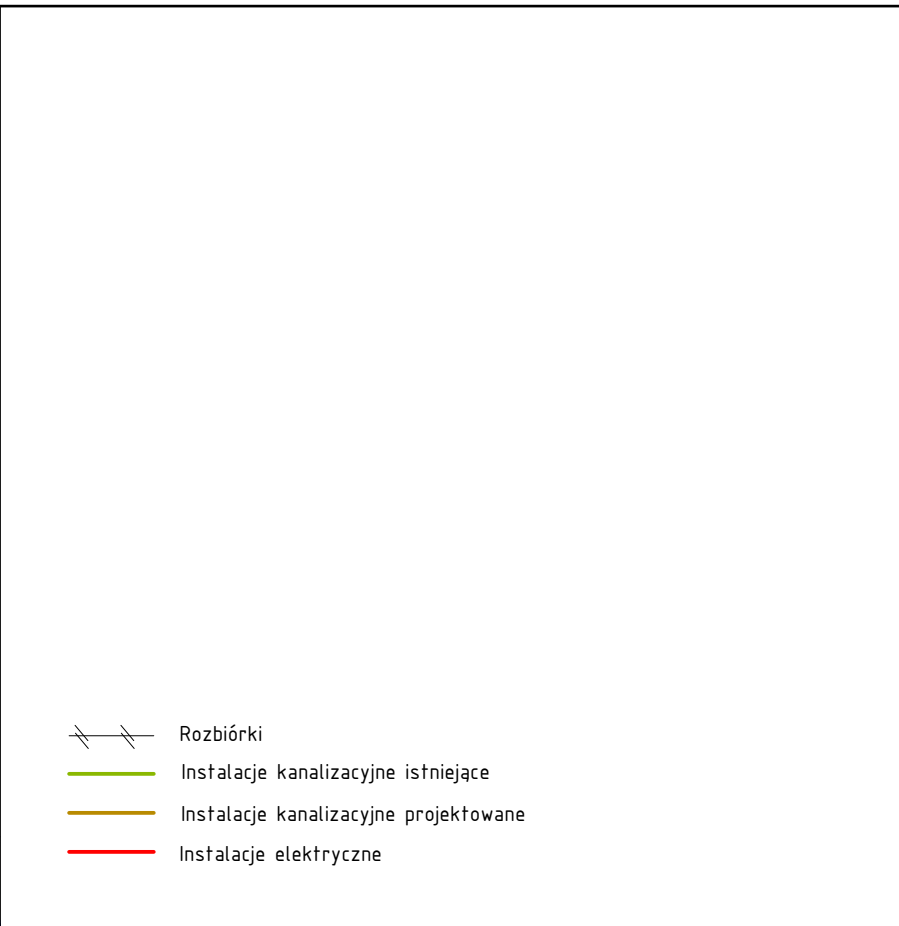 Rozbiórki
Instalacje kanalizacyjne istniejące
Instalacje kanalizacyjne projektowane
Instalacje elektryczne